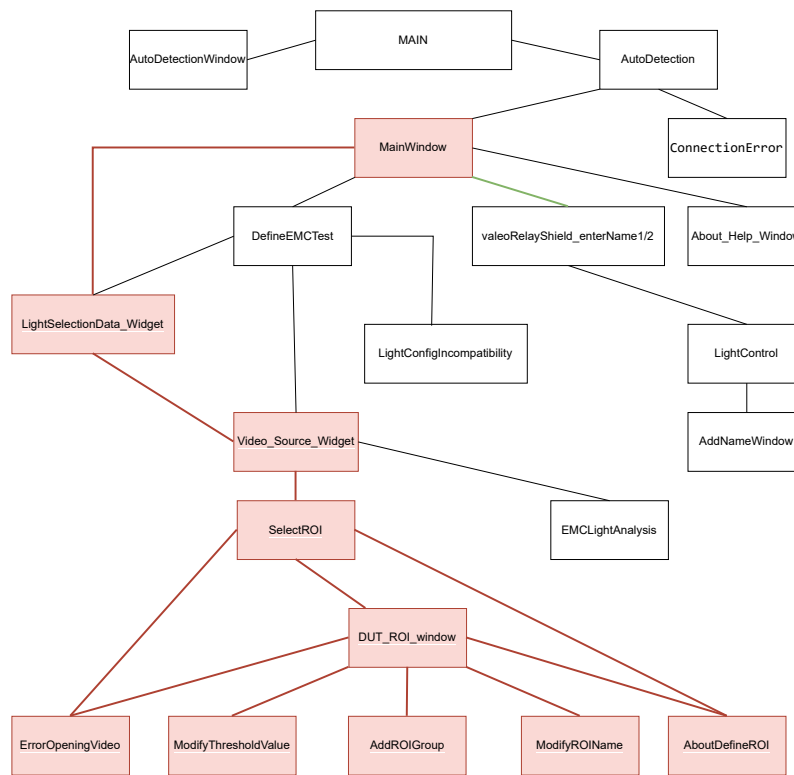 MAIN
AutoDetectionWindow
AutoDetection
MainWindow
ConnectionError
DefineEMCTest
valeoRelayShield_enterName1/2
About_Help_Window
LightSelectionData_Widget
LightConfigIncompatibility
LightControl
Video_Source_Widget
AddNameWindow
SelectROI
EMCLightAnalysis
DUT_ROI_window
ErrorOpeningVideo
ModifyThresholdValue
AddROIGroup
ModifyROIName
AboutDefineROI